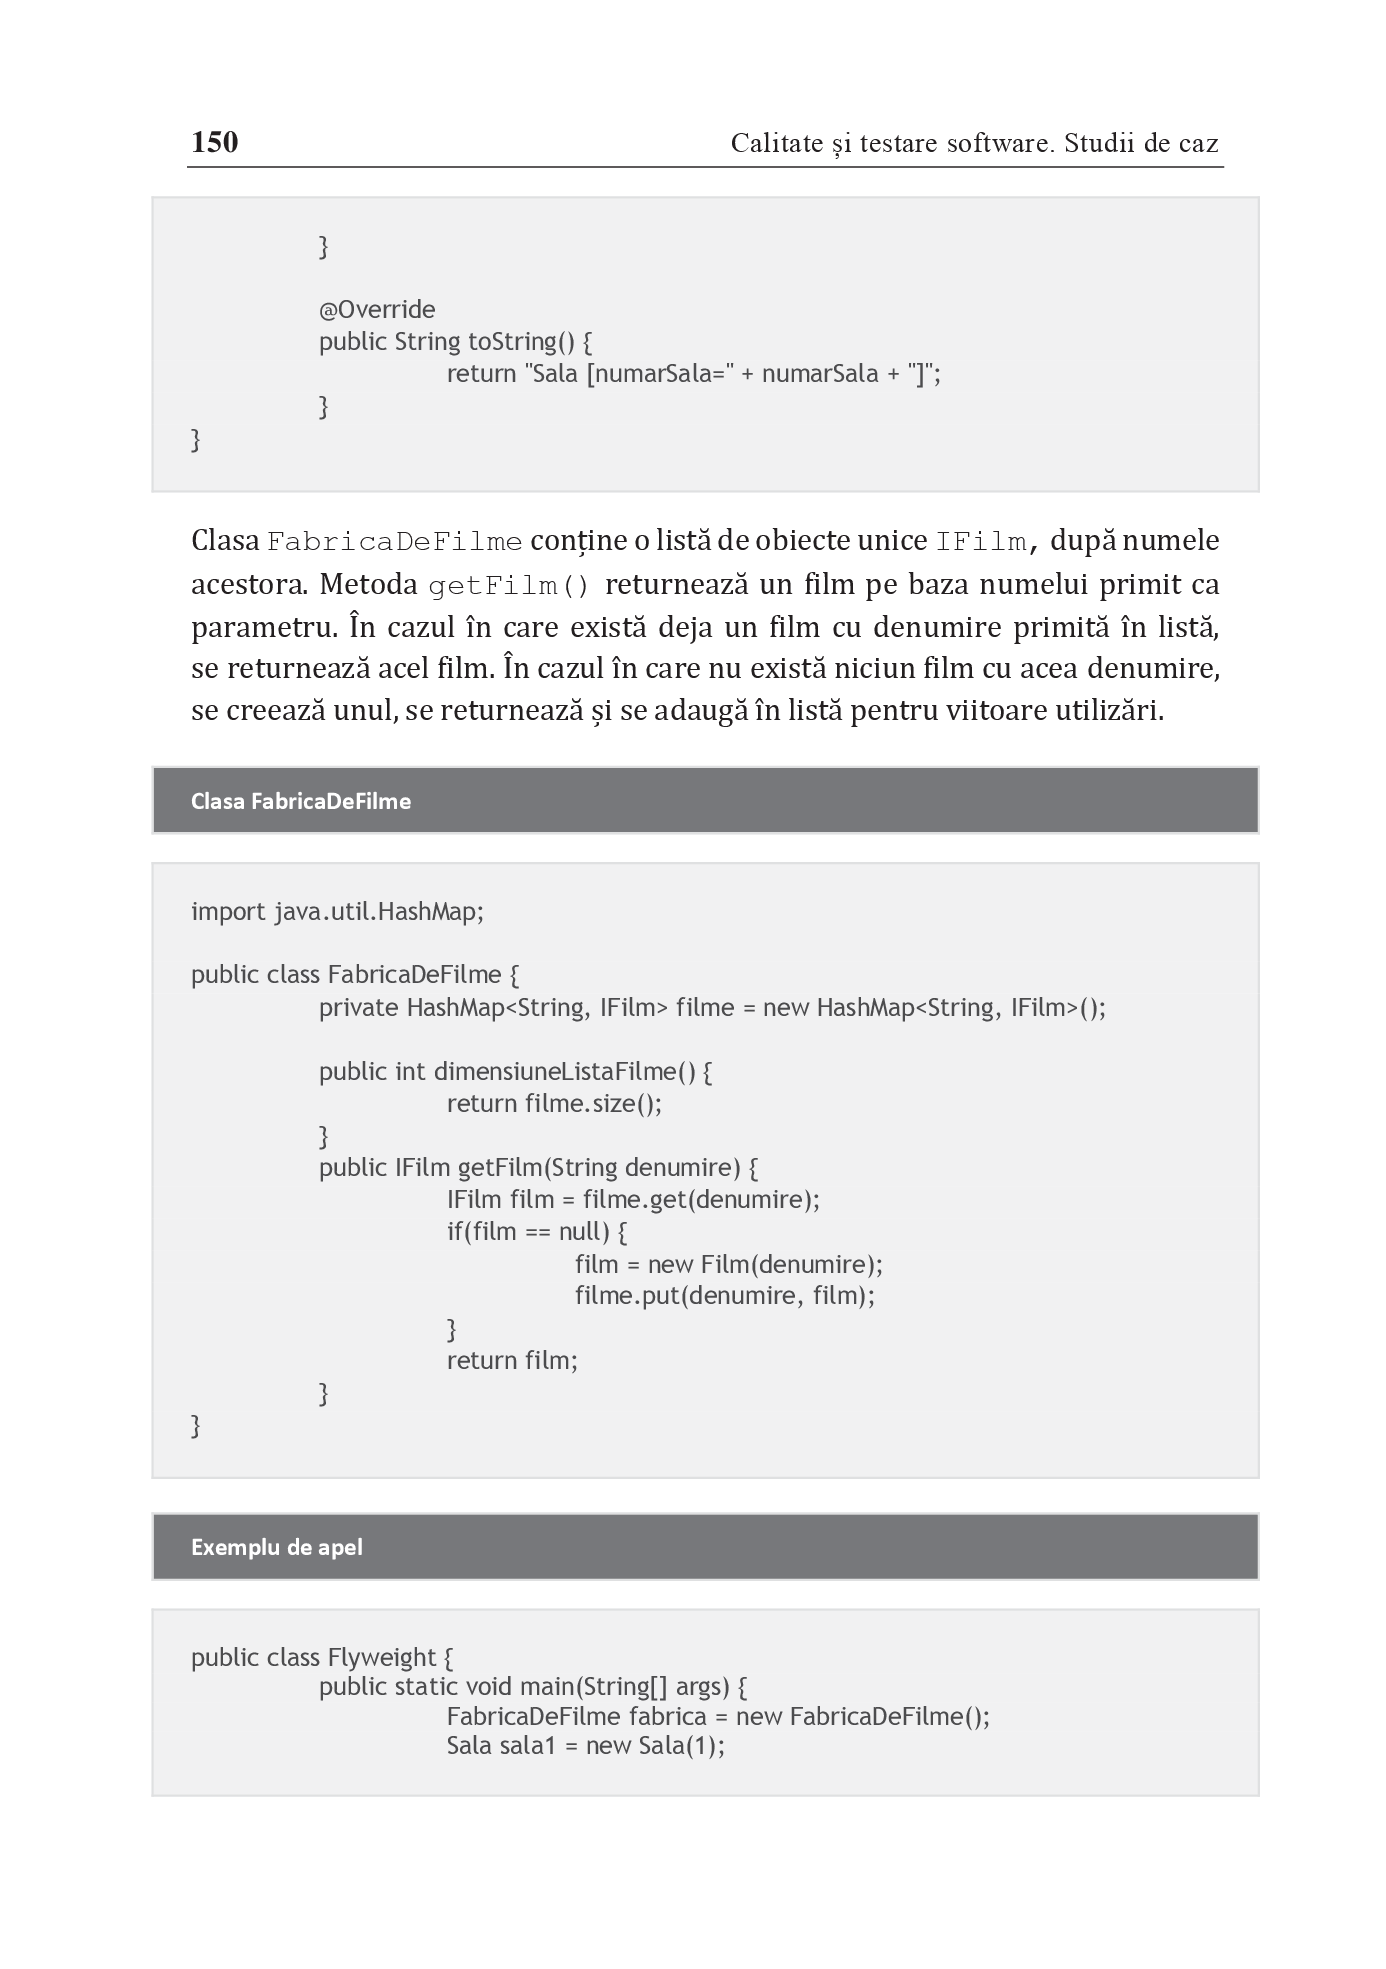 150 Calitate și testare software. Studii de caz
}
@Override
public String toString() {
return "Sala [numarSala=" + numarSala + "]";
}
}
Clasa FabricaDeFilme conține o listă de obiecte unice IFilm, după numele
acestora. Metoda getFilm() returnează un film pe baza numelui primit ca
parametru. În cazul în care există deja un film cu denumire primită în listă,
se returnează acel film. În cazul în care nu există niciun film cu acea denumire,
se creează unul, se returnează și se adaugă în listă pentru viitoare utilizări.
Clasa FabricaDeFilme
import java.util.HashMap;
public class FabricaDeFilme {
private HashMap<String, IFilm> filme = new HashMap<String, IFilm>();
public int dimensiuneListaFilme() {
return filme.size();
}
public IFilm getFilm(String denumire) {
IFilm film = filme.get(denumire);
if(film == null) {
film = new Film(denumire);
filme.put(denumire, film);
}
return film;
}
}
Exemplu de apel
public class Flyweight {
public static void main(String[] args) {
FabricaDeFilme fabrica = new FabricaDeFilme();
Sala sala1 = new Sala(1);